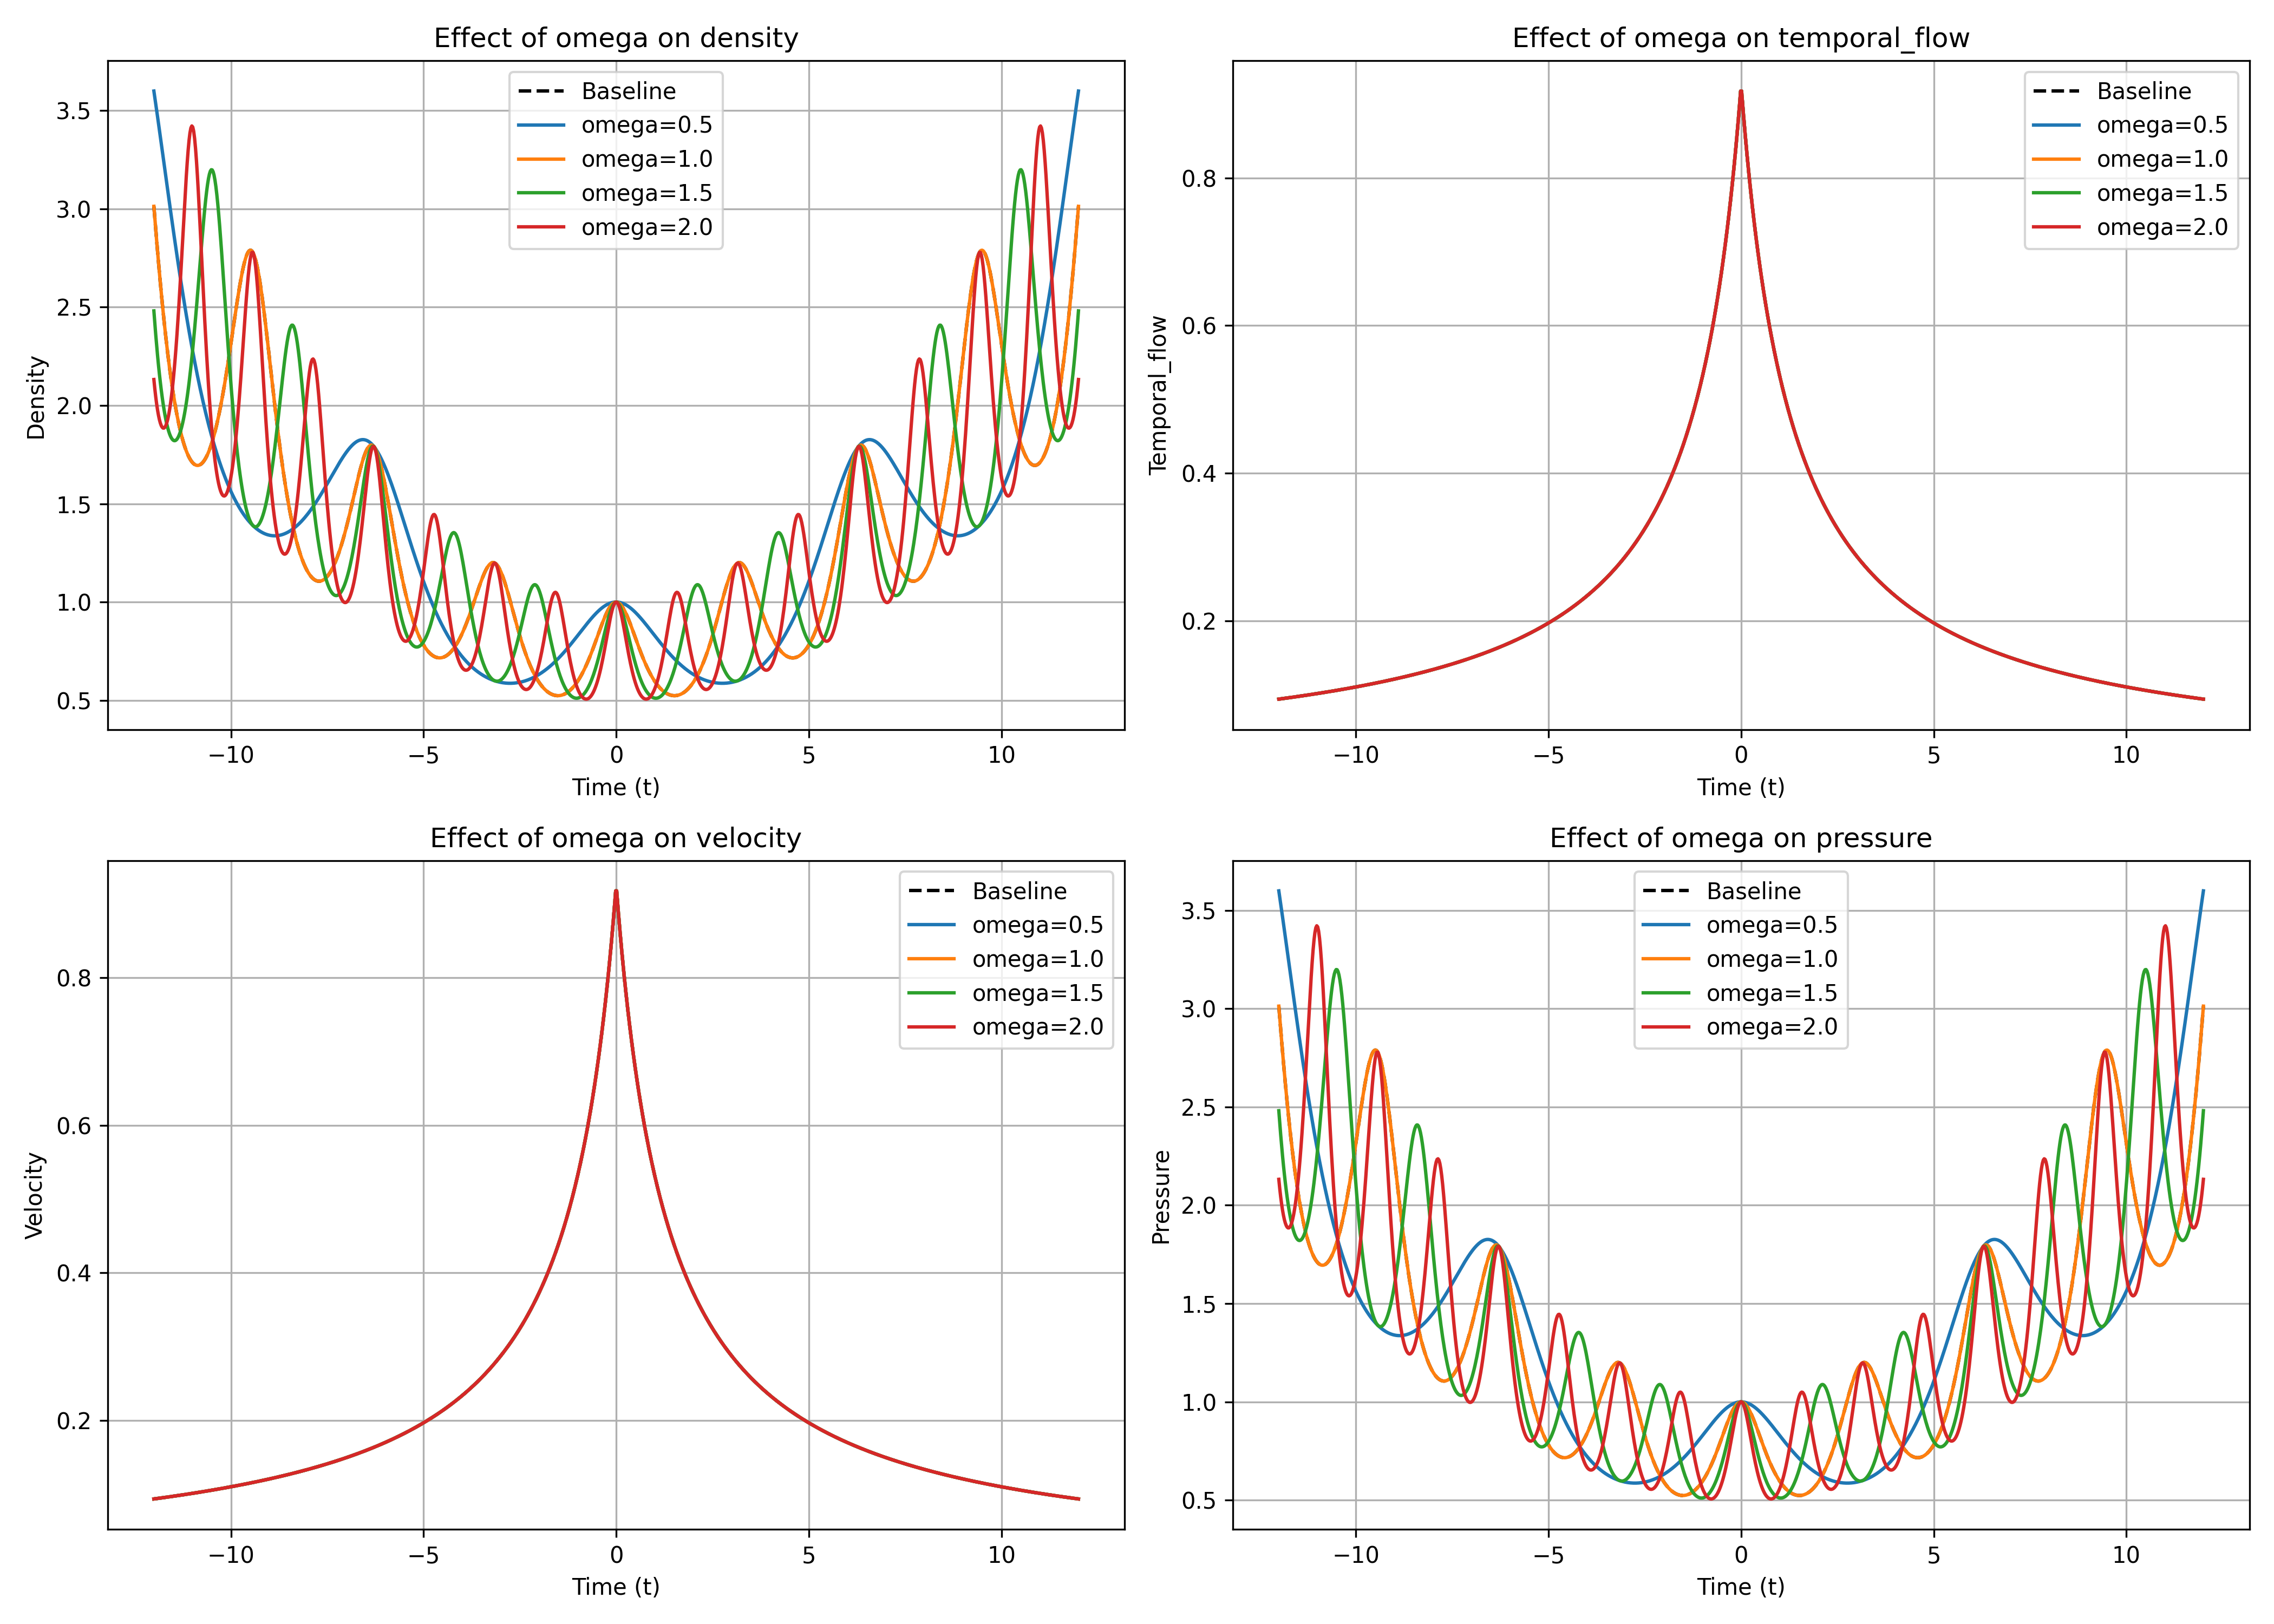 Effect of omega on density
Density
3.5
3.0
2.5
2.0
1.5
1.0
0.5
Baseline
omega=0.5
omega=1.0
omega=1.5
omega=2.0
−10
−5
0
5
10
Time (t)
Effect of omega on temporal_flow
Temporal_flow
0.8
0.6
0.4
0.2
Baseline
omega=0.5
omega=1.0
omega=1.5
omega=2.0
−10
−5
0
5
10
Time (t)
Effect of omega on velocity
Velocity
0.8
0.6
0.4
0.2
Baseline
omega=0.5
omega=1.0
omega=1.5
omega=2.0
−10
−5
0
5
10
Time (t)
Effect of omega on pressure
Pressure
3.5
3.0
2.5
2.0
1.5
1.0
0.5
Baseline
omega=0.5
omega=1.0
omega=1.5
omega=2.0
−10
−5
0
5
10
Time (t)